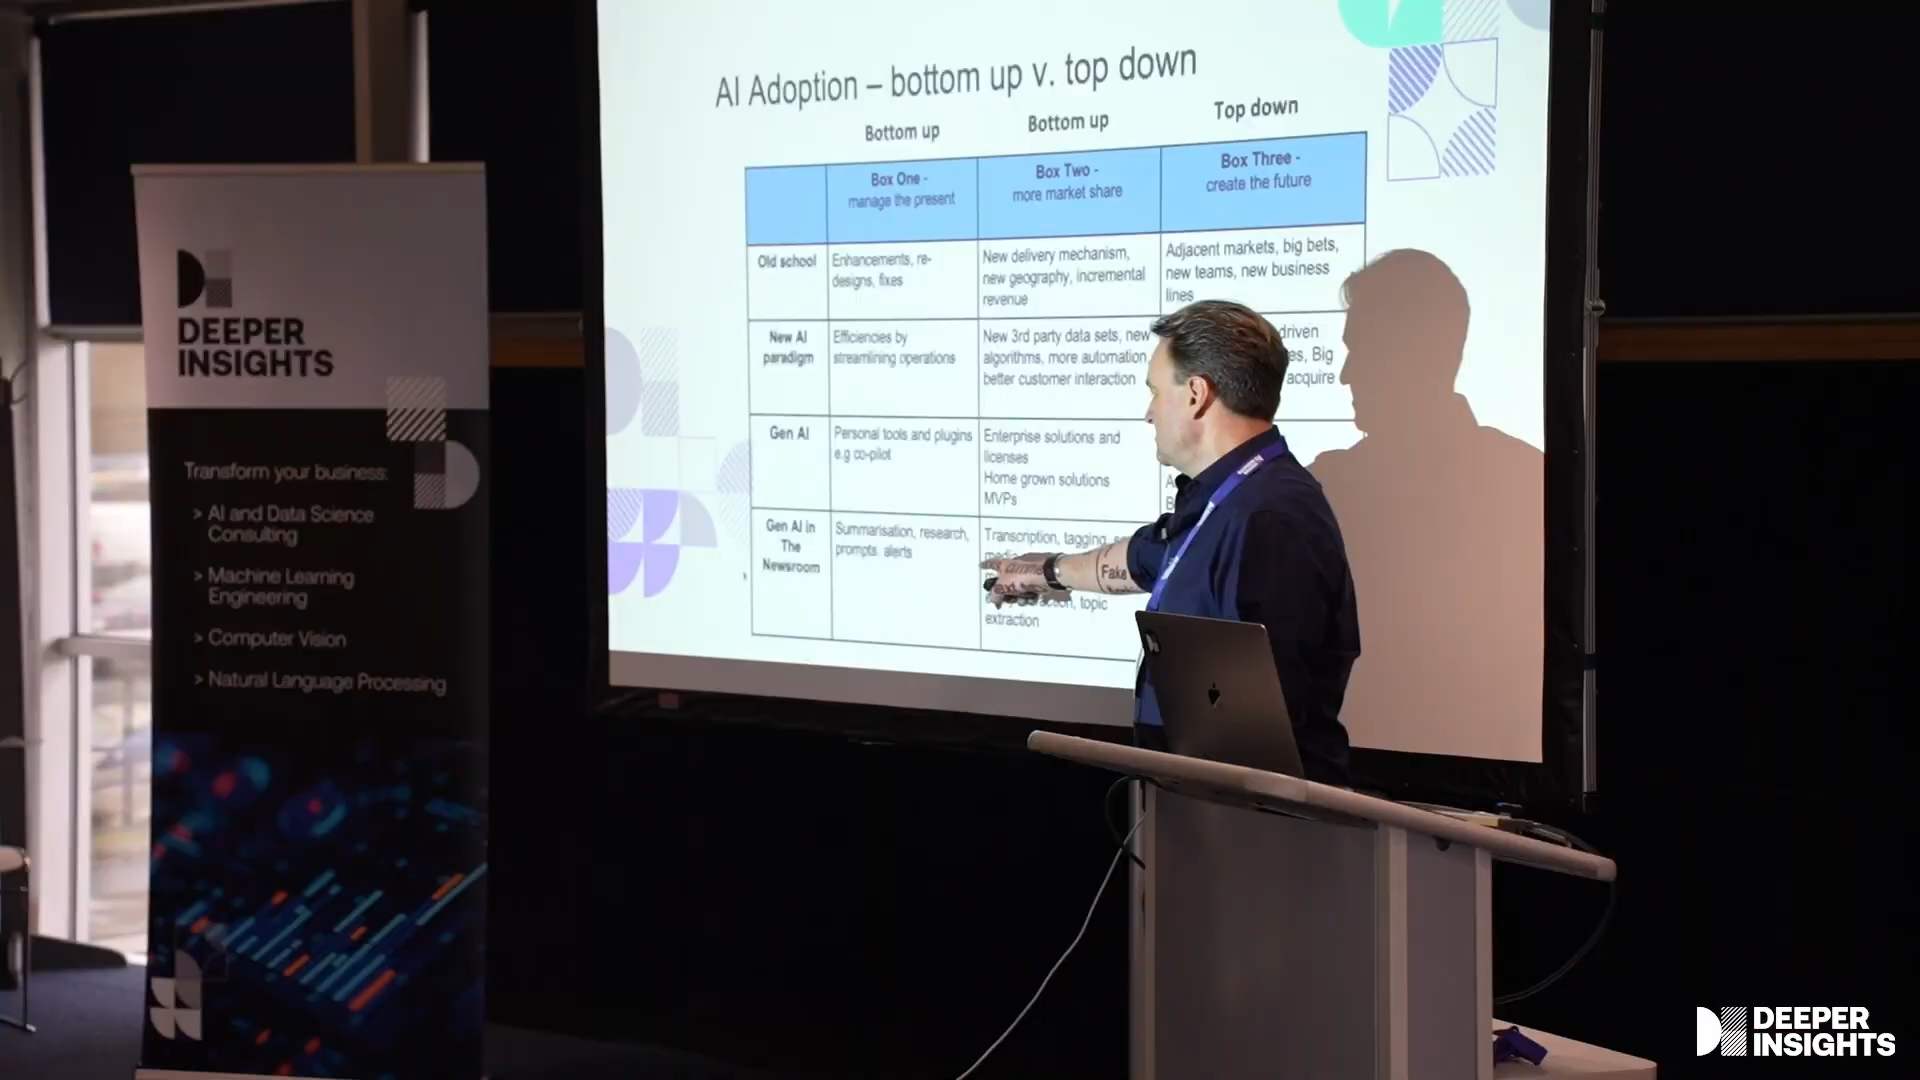 AI Adoption – bottom up v. top down
Bottom up
Bottom up
Top down
Box One -
manage the present
Box Two -
more market share
Box Three -
create the future
Old school
Enhancements, re-
designs, fixes
New delivery mechanism,
new geography, incremental
revenue
Adjacent markets, big bets,
new teams, new business
lines
New AI
paradigm
Efficiencies by
streamlining operations
New 3rd party data sets, new
algorithms, more automation,
better customer interaction
driven
Big
acquire
Gen AI
Personal tools and plugins
e.g co-pilot
Enterprise solutions and
licenses
Home grown solutions
MVPs
Gen AI in
The
Newsroom
Summarisation, research,
prompts. alerts
Transcription, tagging,
topic
extraction
Fake
DEEPER
INSIGHTS
Transform your business:
> AI and Data Science
Consulting
> Machine Learning
Engineering
> Computer Vision
> Natural Language Processing
DEEPER
INSIGHTS